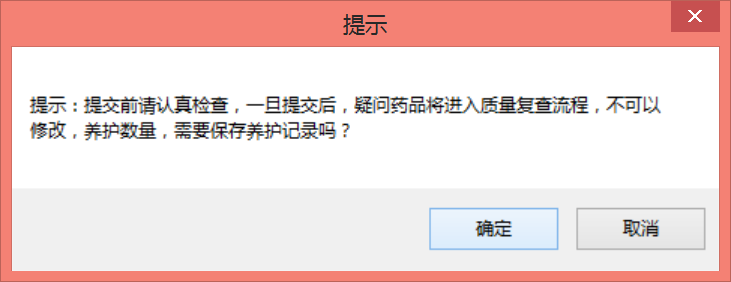 提示
提示：提交前请认真检查，一旦提交后，疑问药品将进入质量复查流程，不可以
修改，养护数量，需要保存养护记录吗？
确定
取消